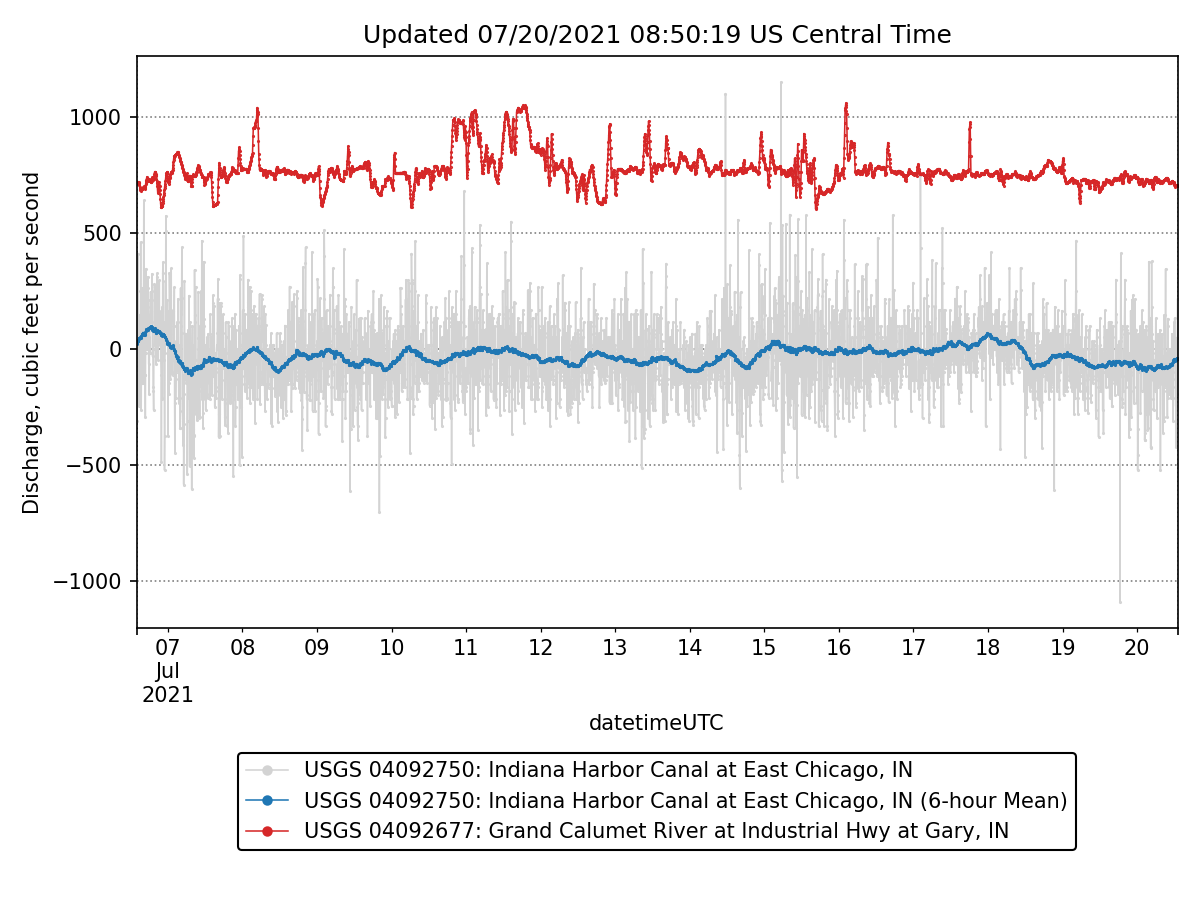 Updated 07/20/2021 08:50:19 US Central Time
Discharge, cubic feet per second
1000
500
0
−500
−1000
07 08 09 10 11 12 13 14 15 16 17 18 19 20
Jul
2021
datetimeUTC
USGS 04092750: Indiana Harbor Canal at East Chicago, IN
USGS 04092750: Indiana Harbor Canal at East Chicago, IN (6-hour Mean)
USGS 04092677: Grand Calumet River at Industrial Hwy at Gary, IN